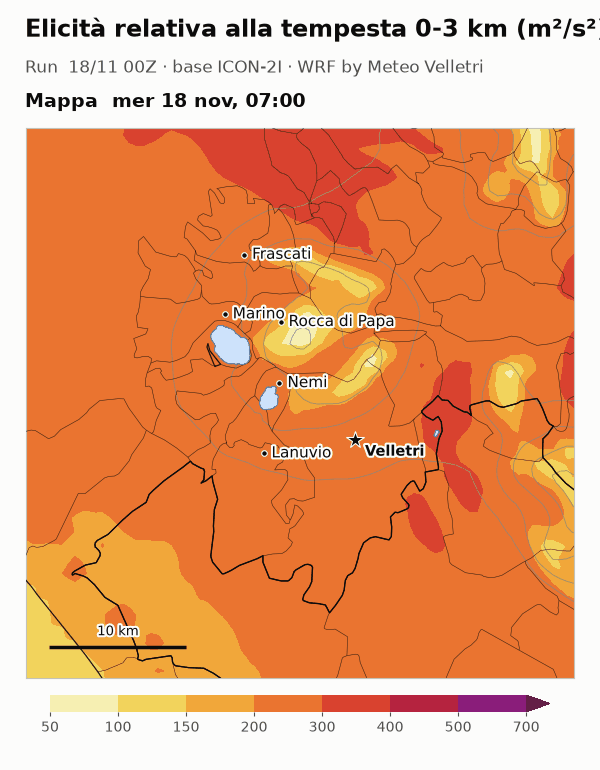 Elicità relativa alla tempesta 0-3 km (m²/s²)
Run  18/11 00Z · base ICON-2I · WRF by Meteo Velletri
Mappa  mer 18 nov, 07:00
Frascati
Marino
Rocca di Papa
Nemi
Velletri
Lanuvio
10 km
50 100 150 200 300 400 500 700